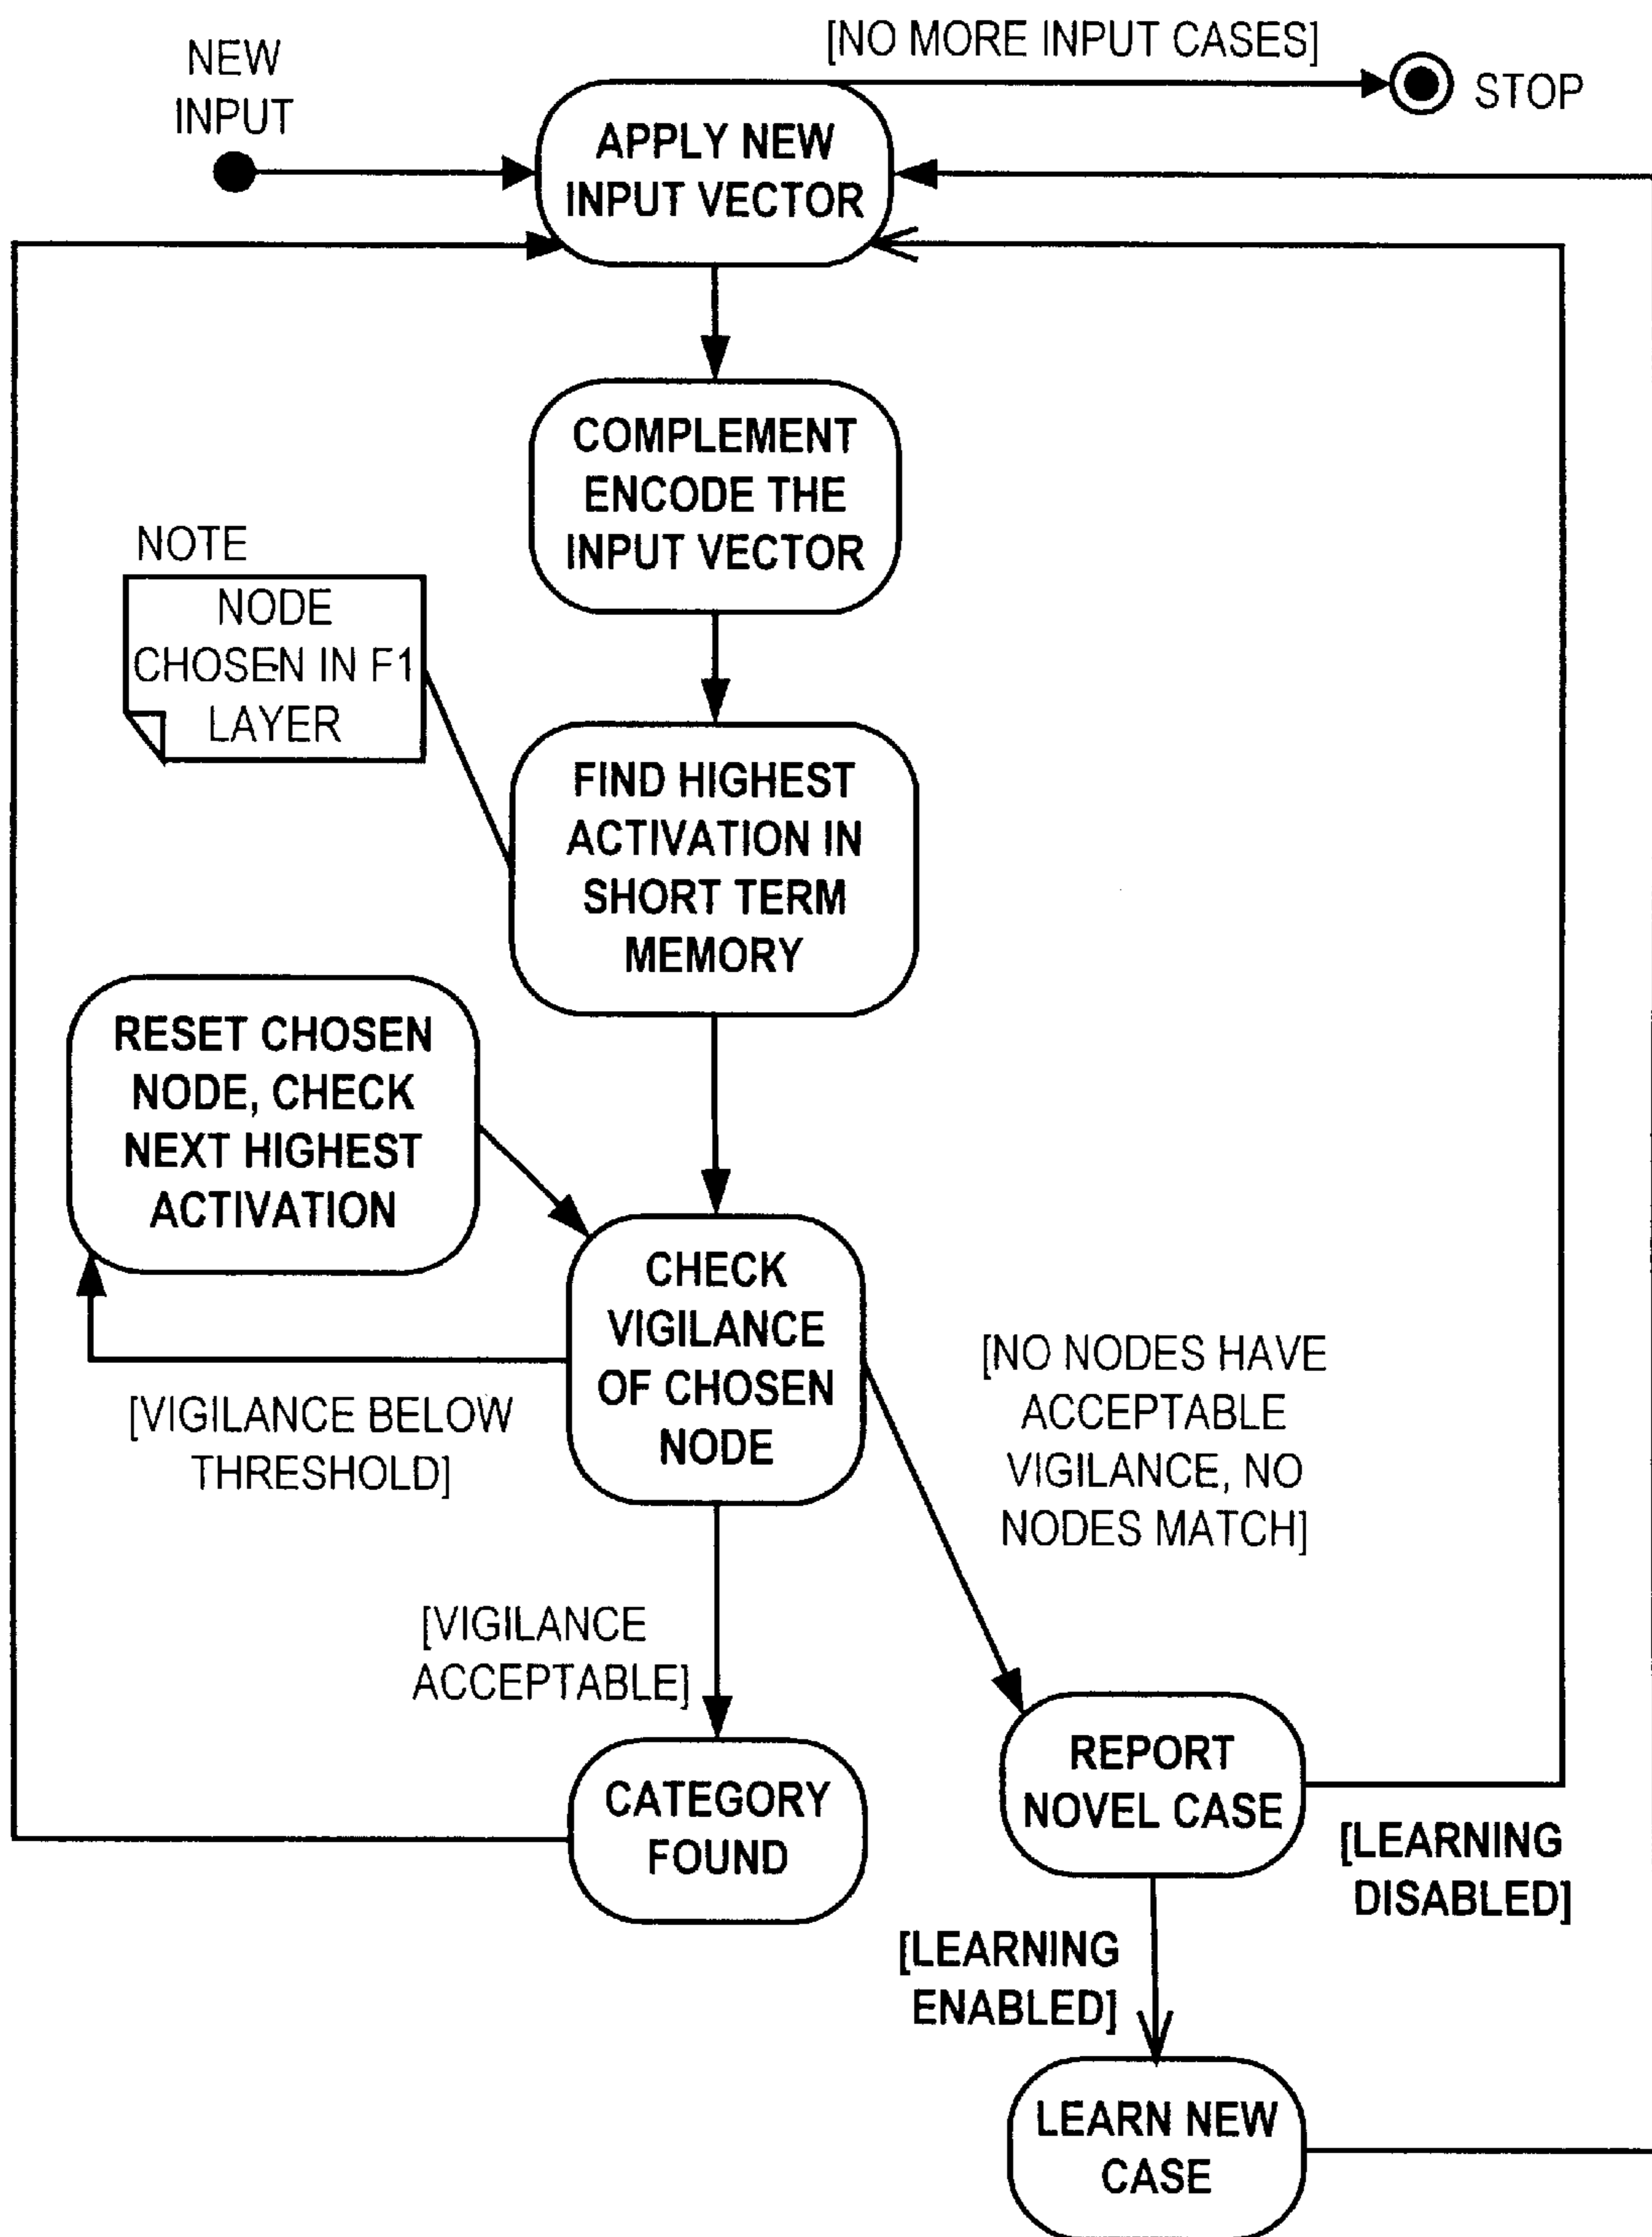 [NO MORE INPUT CASES]
NEW
INPUT
STOP
APPLY NEW
INPUT VECTOR
COMPLEMENT
ENCODE THE
INPUT VECTOR
NOTE
NODE
CHOSEN IN F1
LAYER
FIND HIGHEST
ACTIVATION IN
SHORT TERM
MEMORY
RESET CHOSEN
NODE, CHECK
NEXT HIGHEST
ACTIVATION
CHECK
VIGILANCE
OF CHOSEN
NODE
[VIGILANCE BELOW
THRESHOLD]
[NO NODES HAVE
ACCEPTABLE
VIGILANCE, NO
NODES MATCH]
[VIGILANCE
ACCEPTABLE]
CATEGORY
FOUND
REPORT
NOVEL CASE
[LEARNING
DISABLED]
[LEARNING
ENABLED]
LEARN NEW
CASE